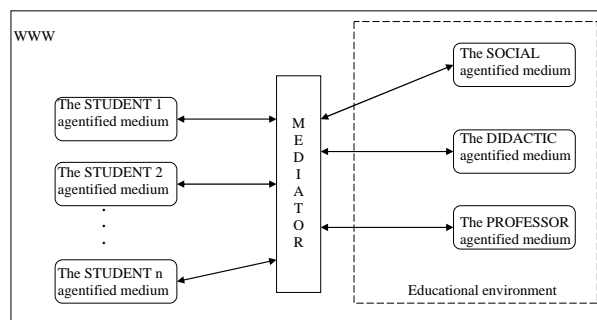 WWW
The STUDENT 1
agentified medium
The STUDENT 2
agentified medium
.
.
.
The STUDENT n
agentified medium
M
E
D
I
A
T
O
R
The SOCIAL
agentified medium
The DIDACTIC
agentified medium
The PROFESSOR
agentified medium
Educational environment